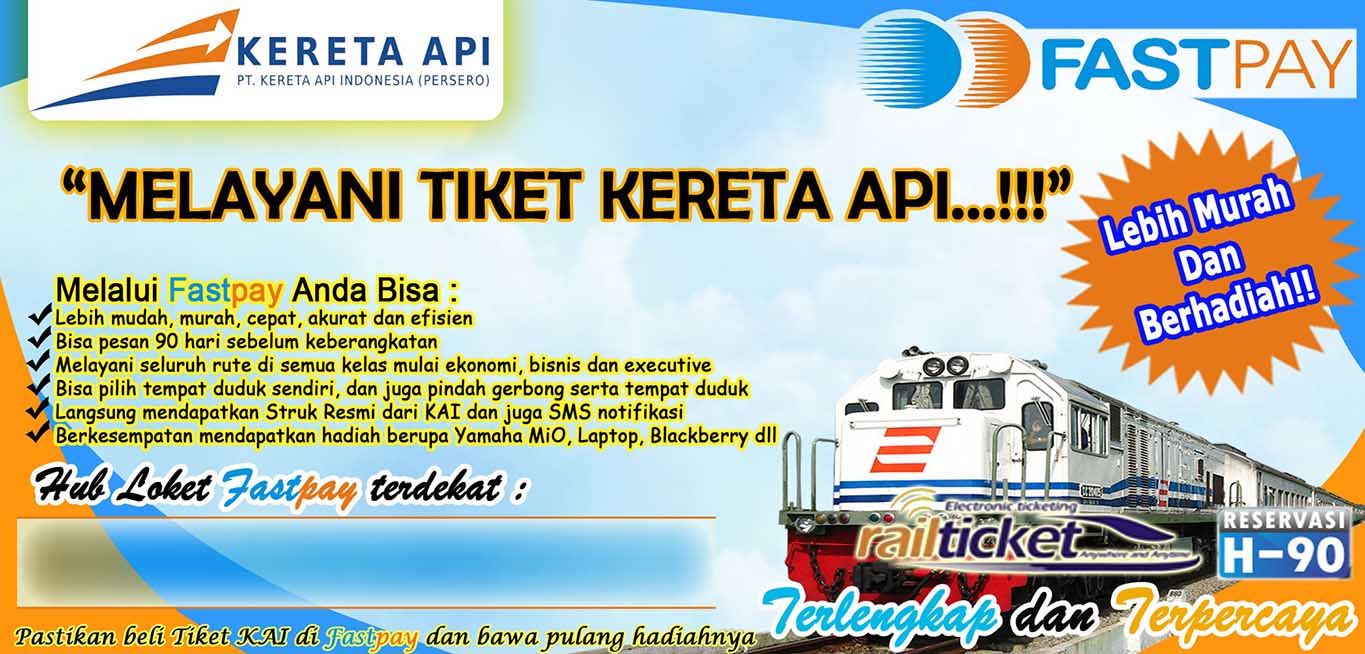 KERETA API
PT. KERETA API INDONESIA (PERSERO)
FASTPAY
“MELAYANI TIKET KERETA API...!!!”
Lebih Murah
Dan
Berhadiah!!
Melalui Fastpay Anda Bisa :
Lebih mudah, murah, cepat, akurat dan efisien
Bisa pesan 90 hari sebelum keberangkatan
Melayani seluruh rute di semua kelas mulai ekonomi, bisnis dan executive
Bisa pilih tempat duduk sendiri, dan juga pindah gerbong serta tempat duduk
Langsung mendapatkan Struk Resmi dari KAI dan juga SMS notifikasi
Berkesempatan mendapatkan hadiah berupa Yamaha MiO, Laptop, Blackberry dll
Hub Loket Fastpay terdekat :
Electronic ticketing
railticket
Anywhere and Anytime
RESERVASI
H-90
Terlengkap dan Terpercaya
Pastikan beli Tiket KAI di Fastpay dan bawa pulang hadiahnya